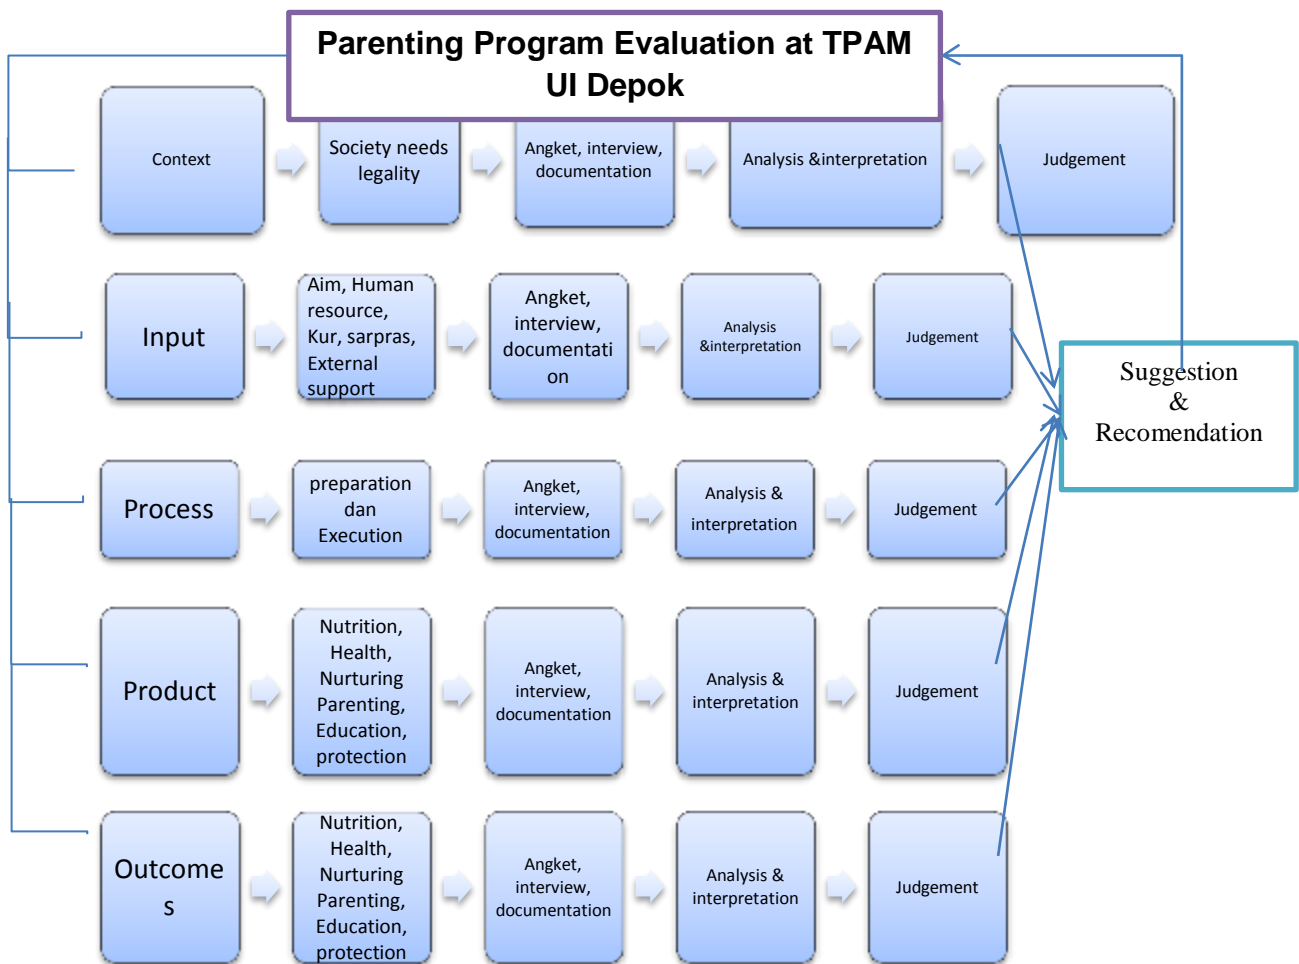 Parenting Program Evaluation at TPAM
UI Depok
Context
Society needs
legality
Angket, interview,
documentation
Analysis &interpretation
Judgement
Input
Aim, Human
resource,
Kur, sarpras,
External
support
Angket,
interview,
documentati
on
Analysis
&interpretation
Judgement
Suggestion
&
Recomendation
Process
preparation
dan
Execution
Angket,
interview,
documentation
Analysis &
interpretation
Judgement
Product
Nutrition,
Health,
Nurturing
Parenting,
Education,
protection
Angket,
interview,
documentation
Analysis &
interpretation
Judgement
Outcome
s
Nutrition,
Health,
Nurturing
Parenting,
Education,
protection
Angket,
interview,
documentation
Analysis &
interpretation
Judgement